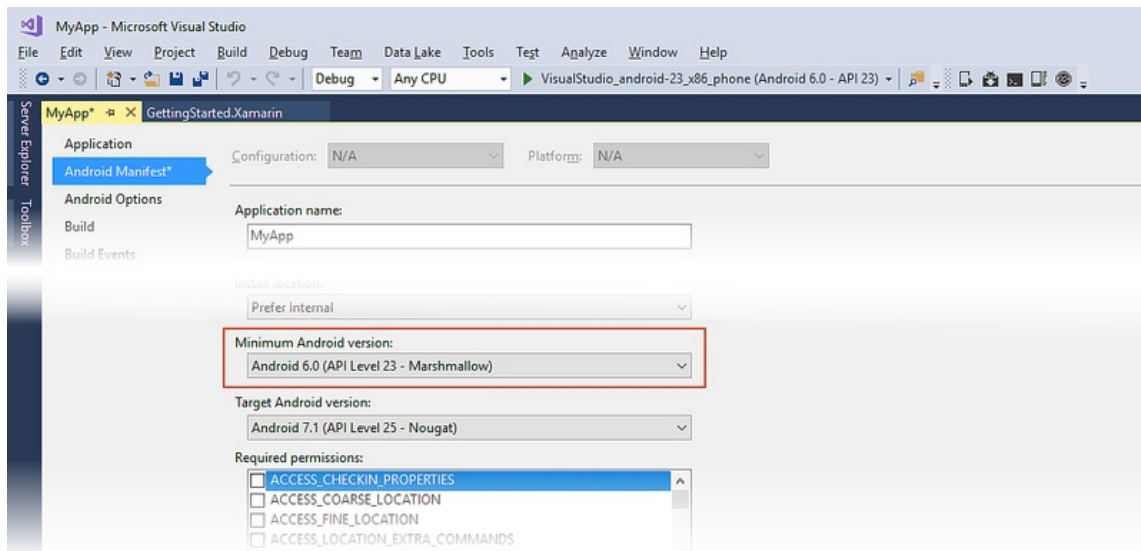 MyApp - Microsoft Visual Studio
File Edit View Project Build Debug Team Data Lake Tools Test Analyze Window Help
Debug Any CPU VisualStudio_android-23_x86_phone (Android 6.0 - API 23)
Server Explorer
Toolbox
MyApp* GettingStarted.Xamarin
Application
Android Manifest*
Android Options
Build
Build Events
Configuration: N/A Platform: N/A
Application name:
MyApp
Install location:
Prefer Internal
Minimum Android version:
Android 6.0 (API Level 23 - Marshmallow)
Target Android version:
Android 7.1 (API Level 25 - Nougat)
Required permissions:
ACCESS_CHECKIN_PROPERTIES
ACCESS_COARSE_LOCATION
ACCESS_FINE_LOCATION
ACCESS_LOCATION_EXTRA_COMMANDS